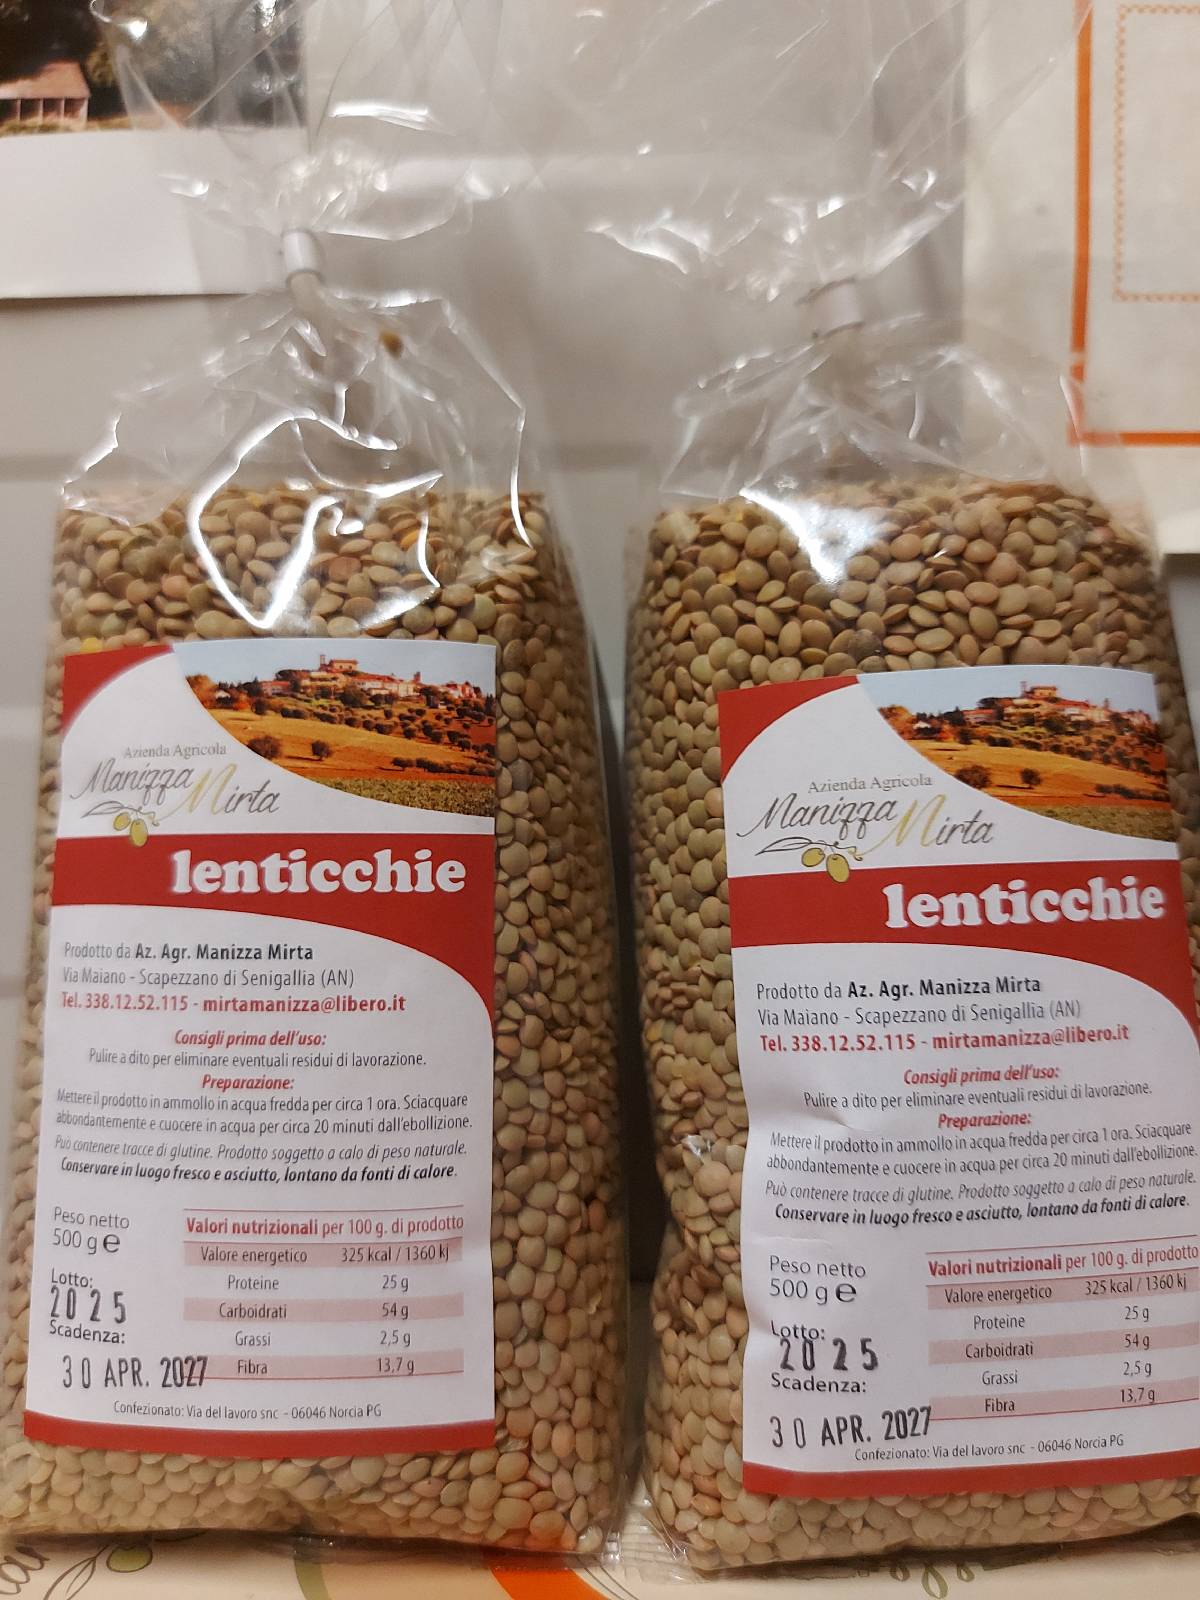 Azienda Agricola
Manizza Mirta
lenticchie
Prodotto da Az. Agr. Manizza Mirta
Via Maiano - Scapezzano di Senigallia (AN)
Tel. 338.12.52.115 - mirtamanizza@libero.it
Consigli prima dell'uso:
Pulire a dito per eliminare eventuali residui di lavorazione.
Preparazione:
Mettere il prodotto in ammollo in acqua fredda per circa 1 ora. Sciacquare
abbondantemente e cuocere in acqua per circa 20 minuti dall'ebollizione.
Può contenere tracce di glutine. Prodotto soggetto a calo di peso naturale.
Conservare in luogo fresco e asciutto, lontano da fonti di calore.
Peso netto
500 g e
Lotto:
2025
Scadenza:
30 APR. 2027
Valori nutrizionali per 100 g. di prodotto
Valore energetico 325 kcal / 1360 kj
Proteine 25 g
Carboidrati 54 g
Grassi 2,5 g
Fibra 13,7 g
Confezionato: Via del lavoro snc - 06046 Norcia PG
Azienda Agricola
Manizza Mirta
lenticchie
Prodotto da Az. Agr. Manizza Mirta
Via Maiano - Scapezzano di Senigallia (AN)
Tel. 338.12.52.115 - mirtamanizza@libero.it
Consigli prima dell'uso:
Pulire a dito per eliminare eventuali residui di lavorazione.
Preparazione:
Mettere il prodotto in ammollo in acqua fredda per circa 1 ora. Sciacquare
abbondantemente e cuocere in acqua per circa 20 minuti dall'ebollizione.
Può contenere tracce di glutine. Prodotto soggetto a calo di peso naturale.
Conservare in luogo fresco e asciutto, lontano da fonti di calore.
Peso netto
500 g e
Lotto:
2025
Scadenza:
30 APR. 2027
Valori nutrizionali per 100 g. di prodotto
Valore energetico 325 kcal / 1360 kj
Proteine 25 g
Carboidrati 54 g
Grassi 2,5 g
Fibra 13,7 g
Confezionato: Via del lavoro snc - 06046 Norcia PG